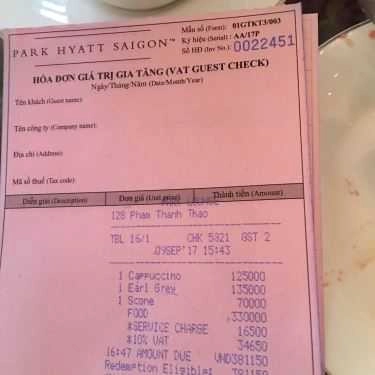 Mẫu số (Form): 01GTKT3/003
Ký hiệu (Serial): AA/17P
Số HĐ (Inv No.): 0022451
PARK HYATT SAIGON™
HÓA ĐƠN GIÁ TRỊ GIA TĂNG (VAT GUEST CHECK)
Ngày/Tháng/Năm (Date/Month/Year)
Tên khách (Guest name):
Tên công ty (Company name):
Địa chỉ (Address):
Mã số thuế (Tax code):
Diễn giải (Description) Đơn giá (Unit price) Thành tiền (Amount)
128 Pham Thanh Thao
TBL 16/1 CHK 5321 GST 2
09SEP'17 15:43
1 Cappuccino 125000
1 Earl Grey 135000
1 Scone 70000
FOOD 330000
*SERVICE CHARGE 16500
*10% VAT 34650
16:47 AMOUNT DUE VND381150
Redemption Eligible: 381150